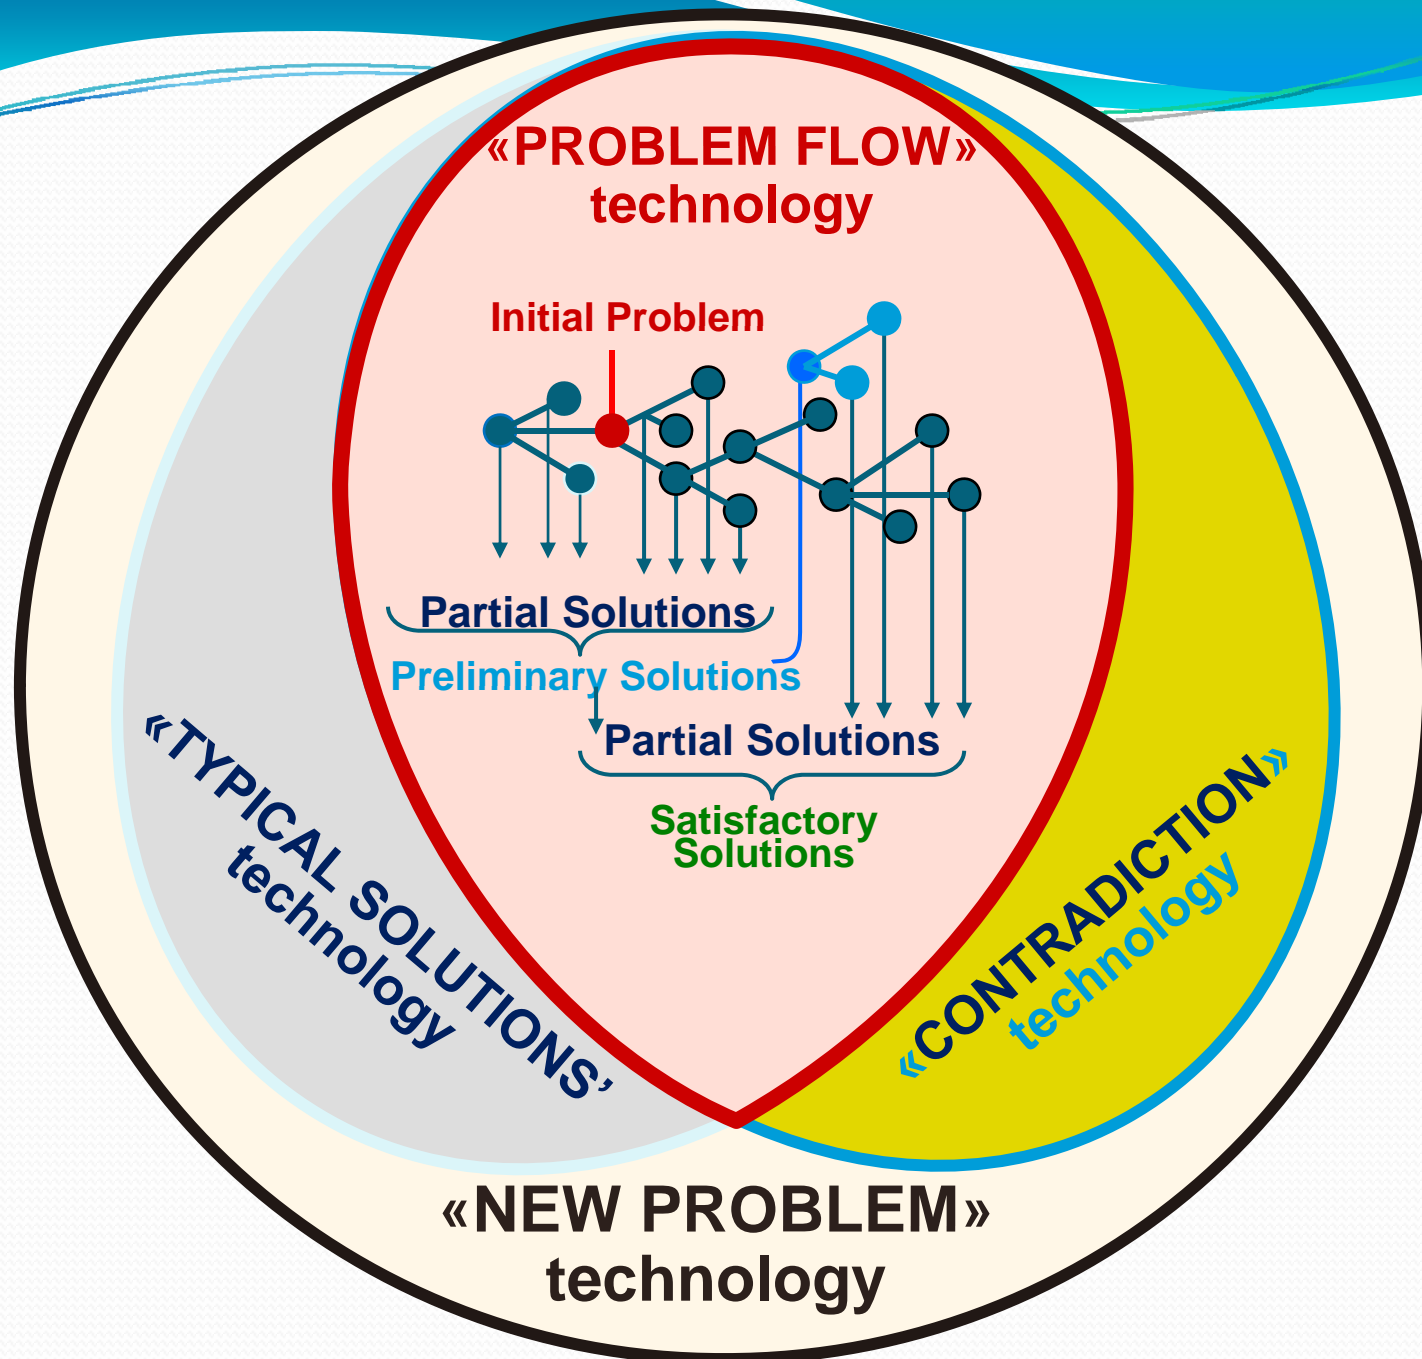 «PROBLEM FLOW»
technology
Initial Problem
Partial Solutions
Preliminary Solutions
Partial Solutions
Satisfactory
Solutions
«TYPICAL SOLUTIONS’
technology
«CONTRADICTION»
technology
«NEW PROBLEM»
technology